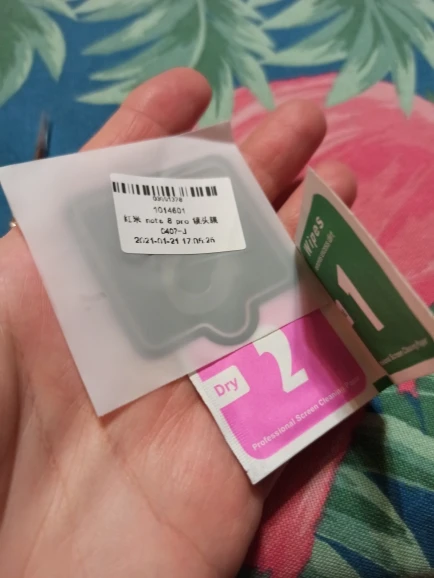 1014601
红米 note 8 pro 镜头膜
0407-J
2021-01-21 17:05:26
Wipes
1
Dry
2
Professional Screen Cleaning